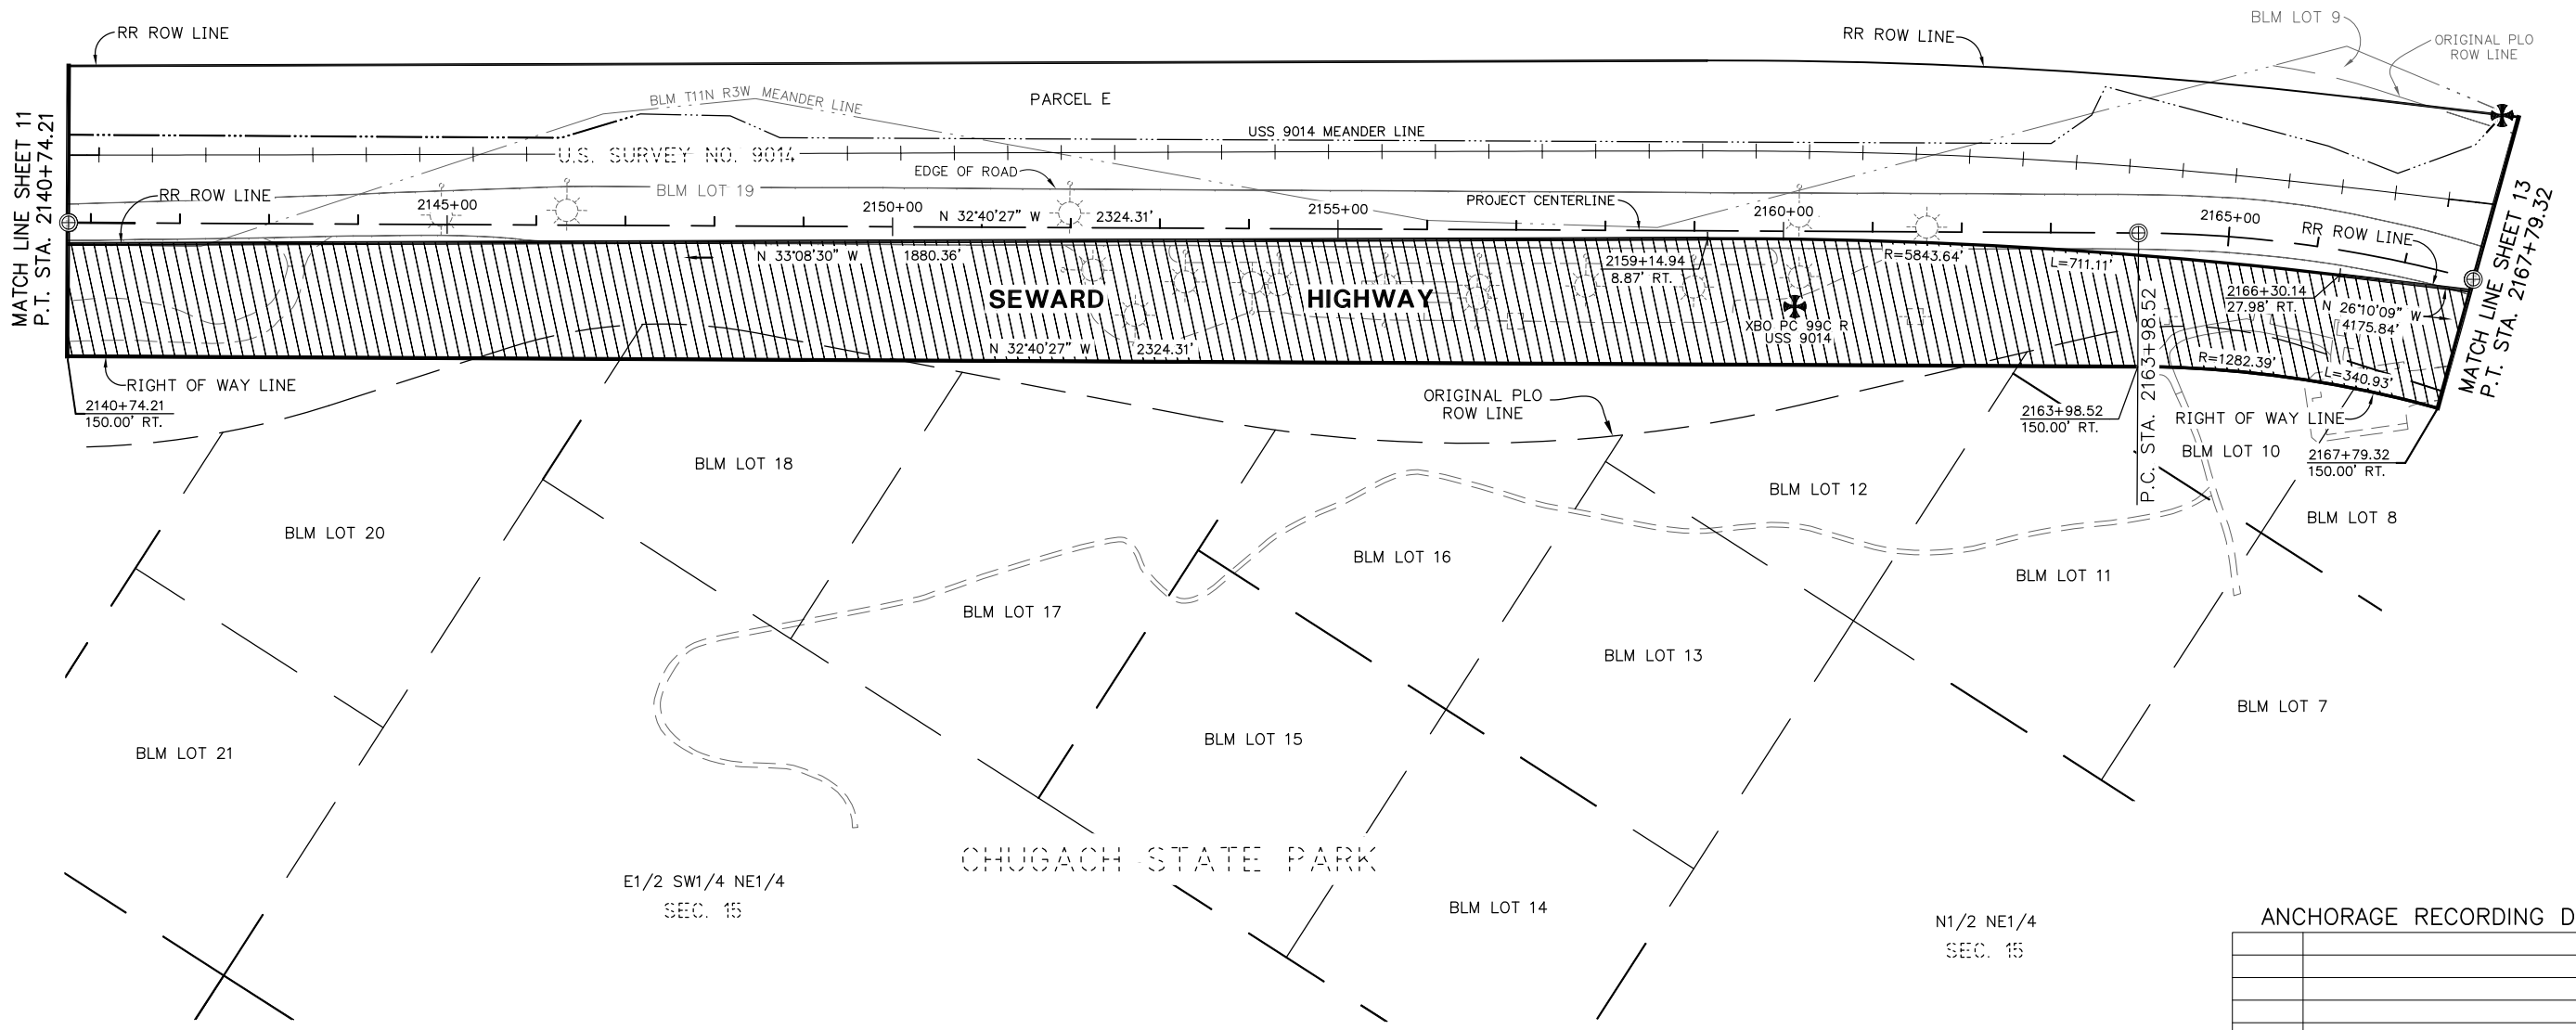 RR ROW LINE
RR ROW LINE
BLM LOT 9
ORIGINAL PLO
ROW LINE
BLM T11N R3W MEANDER LINE
PARCEL E
USS 9014 MEANDER LINE
MATCH LINE SHEET 11
P.T. STA. 2140+74.21
U.S. SURVEY NO. 9014
EDGE OF ROAD
RR ROW LINE
BLM LOT 19
2145+00
2150+00
N 32°40'27" W
2324.31'
2155+00
PROJECT CENTERLINE
2160+00
2165+00
RR ROW LINE
MATCH LINE SHEET 13
P.T. STA. 2167+79.32
N 33°08'30" W
1880.36'
2159+14.94
8.87' RT.
R=5843.64'
L=711.11'
SEWARD
HIGHWAY
2166+30.14
27.98' RT.
N 26°10'09" W
4175.84'
XBO PC 99C R
USS 9014
N 32°40'27" W
2324.31'
P.C. STA. 2163+98.52
R=1282.39'
L=340.93'
RIGHT OF WAY LINE
2140+74.21
150.00' RT.
ORIGINAL PLO
ROW LINE
2163+98.52
150.00' RT.
RIGHT OF WAY LINE
BLM LOT 10
2167+79.32
150.00' RT.
BLM LOT 18
BLM LOT 12
BLM LOT 8
BLM LOT 20
BLM LOT 16
BLM LOT 11
BLM LOT 17
BLM LOT 13
BLM LOT 7
BLM LOT 21
BLM LOT 15
CHUGACH STATE PARK
E1/2 SW1/4 NE1/4
SEC. 15
BLM LOT 14
N1/2 NE1/4
SEC. 15
ANCHORAGE RECORDING D